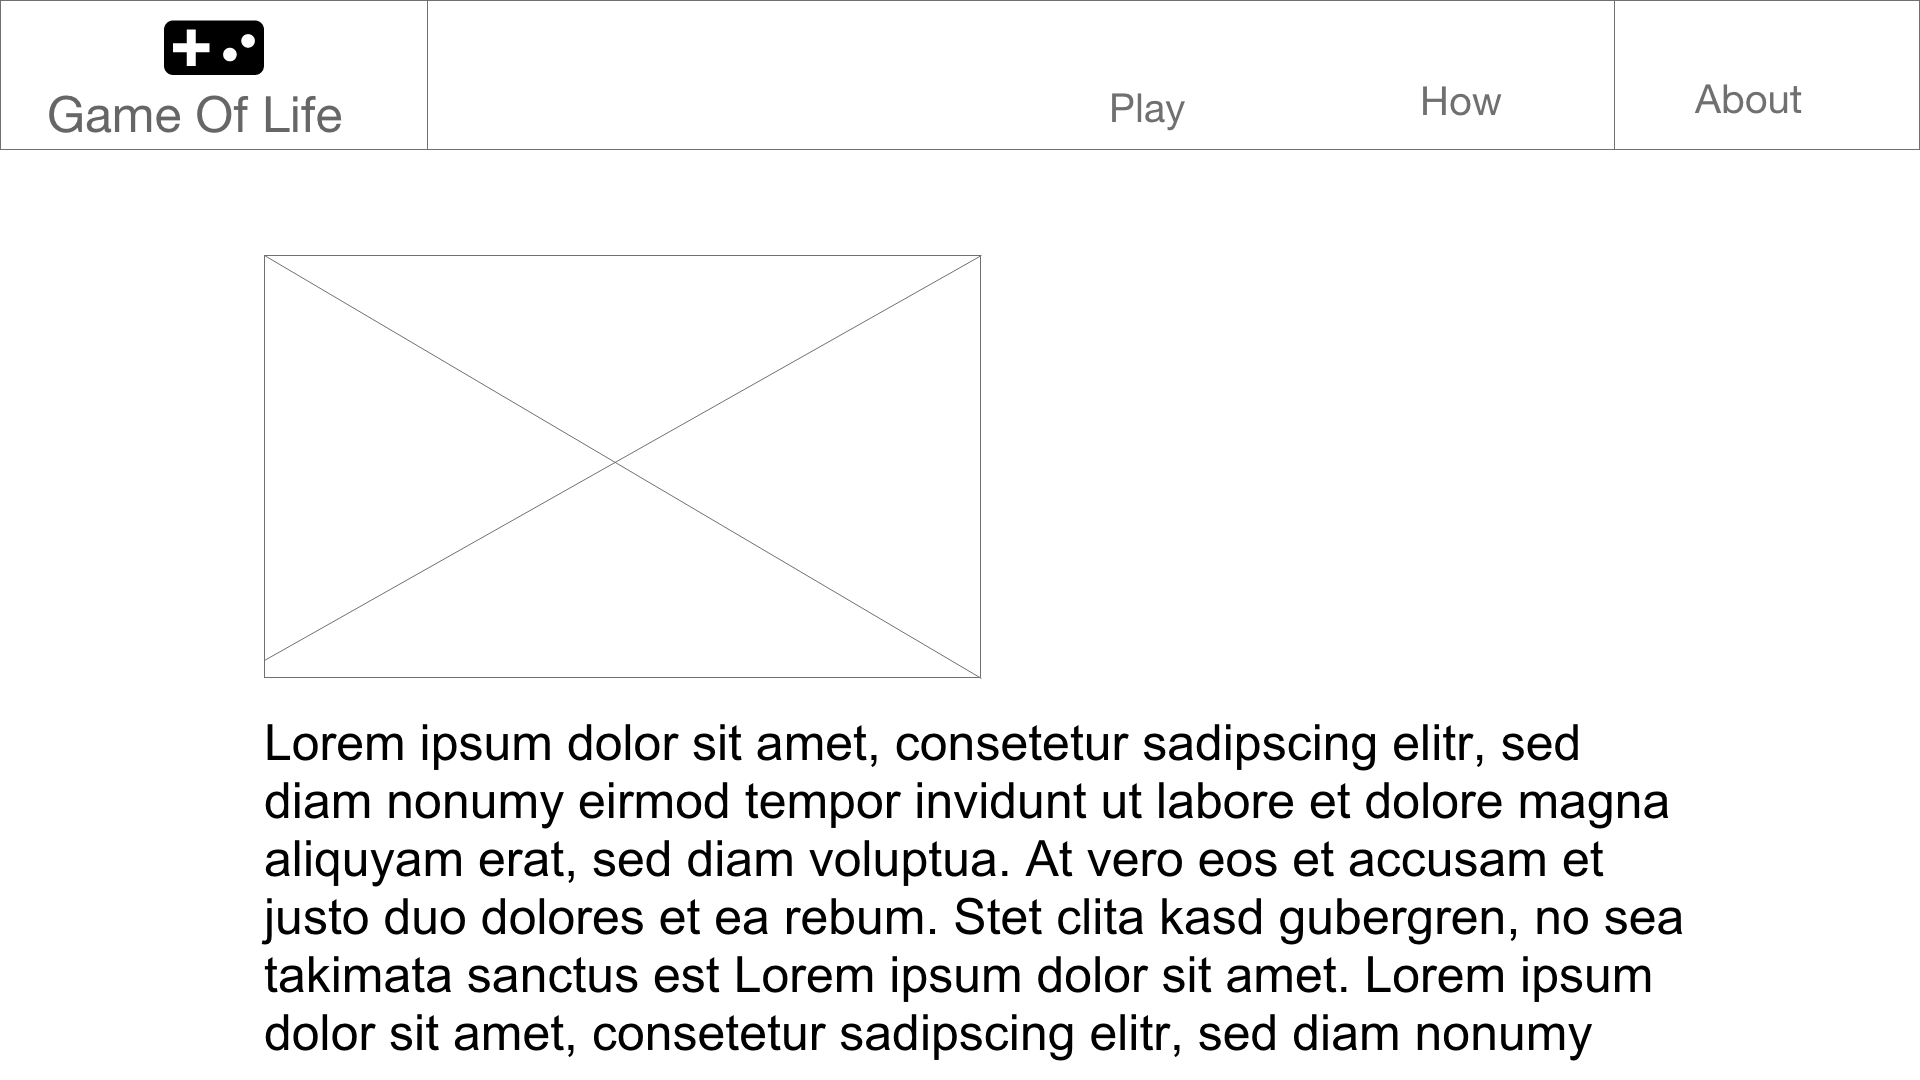 Game Of Life
Play
How
About
Lorem ipsum dolor sit amet, consetetur sadipscing elitr, sed
diam nonumy eirmod tempor invidunt ut labore et dolore magna
aliquyam erat, sed diam voluptua. At vero eos et accusam et
justo duo dolores et ea rebum. Stet clita kasd gubergren, no sea
takimata sanctus est Lorem ipsum dolor sit amet. Lorem ipsum
dolor sit amet, consetetur sadipscing elitr, sed diam nonumy